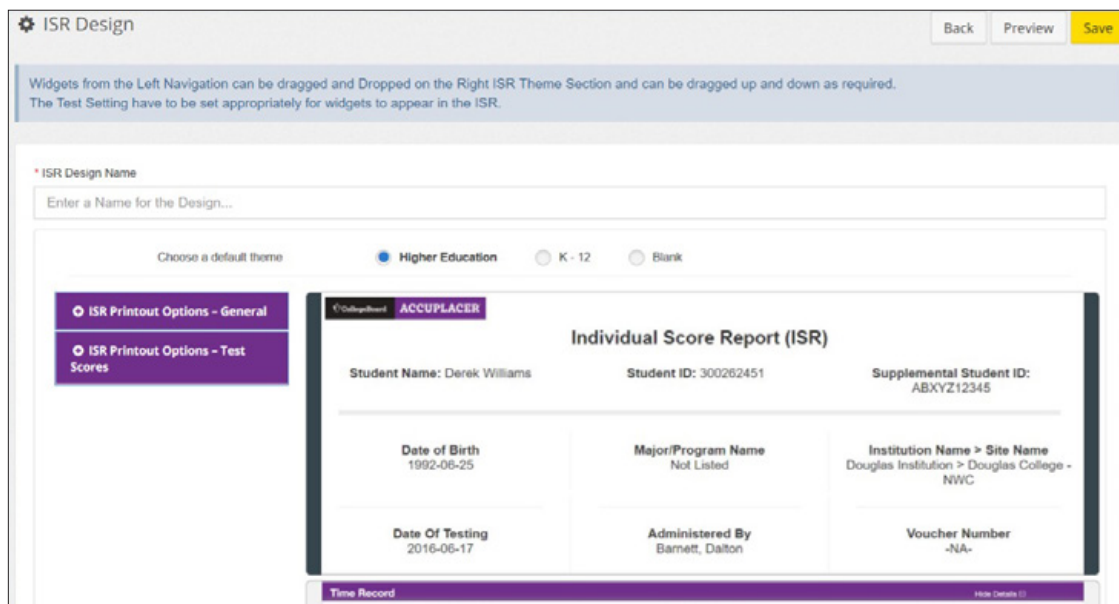 ISR Design
Back
Preview
Save
Widgets from the Left Navigation can be dragged and Dropped on the Right ISR Theme Section and can be dragged up and down as required.
The Test Setting have to be set appropriately for widgets to appear in the ISR.
* ISR Design Name
Enter a Name for the Design...
Choose a default theme
Higher Education
K - 12
Blank
ISR Printout Options – General
ISR Printout Options – Test
Scores
CollegeBoard ACCUPLACER
Individual Score Report (ISR)
Student Name: Derek Williams
Student ID: 300262451
Supplemental Student ID:
ABXYZ12345
Date of Birth
1992-06-25
Major/Program Name
Not Listed
Institution Name > Site Name
Douglas Institution > Douglas College -
NWC
Date Of Testing
2016-06-17
Administered By
Barnett, Dalton
Voucher Number
-NA-
Time Record
Hide Details